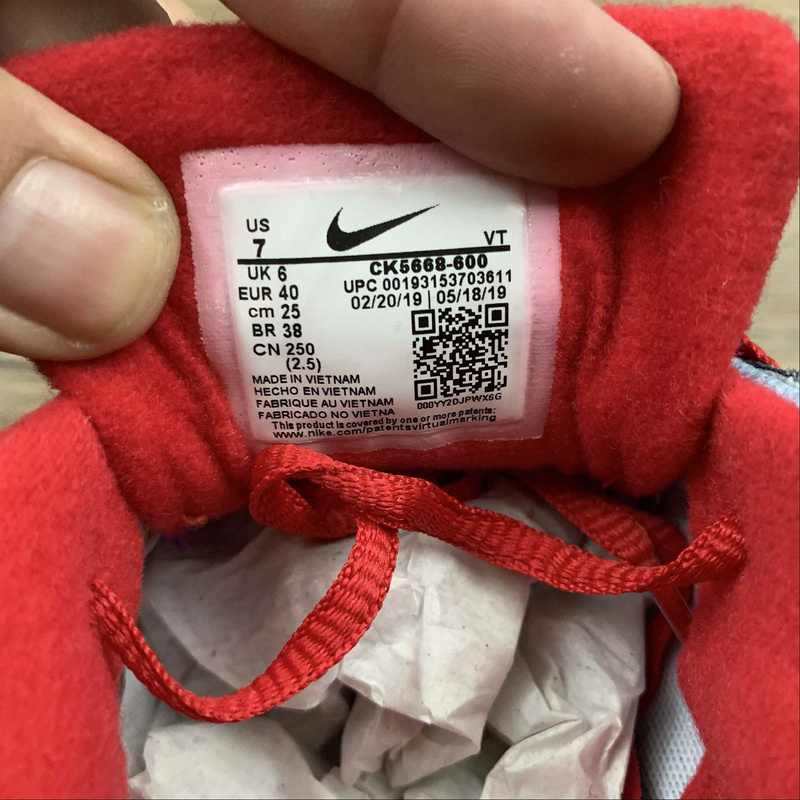 US
7
VT
UK 6
EUR 40
cm 25
BR 38
CN 250
(2.5)
CK5668-600
UPC 00193153703611
02/20/19 | 05/18/19
000YY2DJPWX6G
MADE IN VIETNAM
HECHO EN VIETNAM
FABRIQUE AU VIETNAM
FABRICADO NO VIETNA
This product is covered by one or more patents:
www.nike.com/patentsvirtualmarking